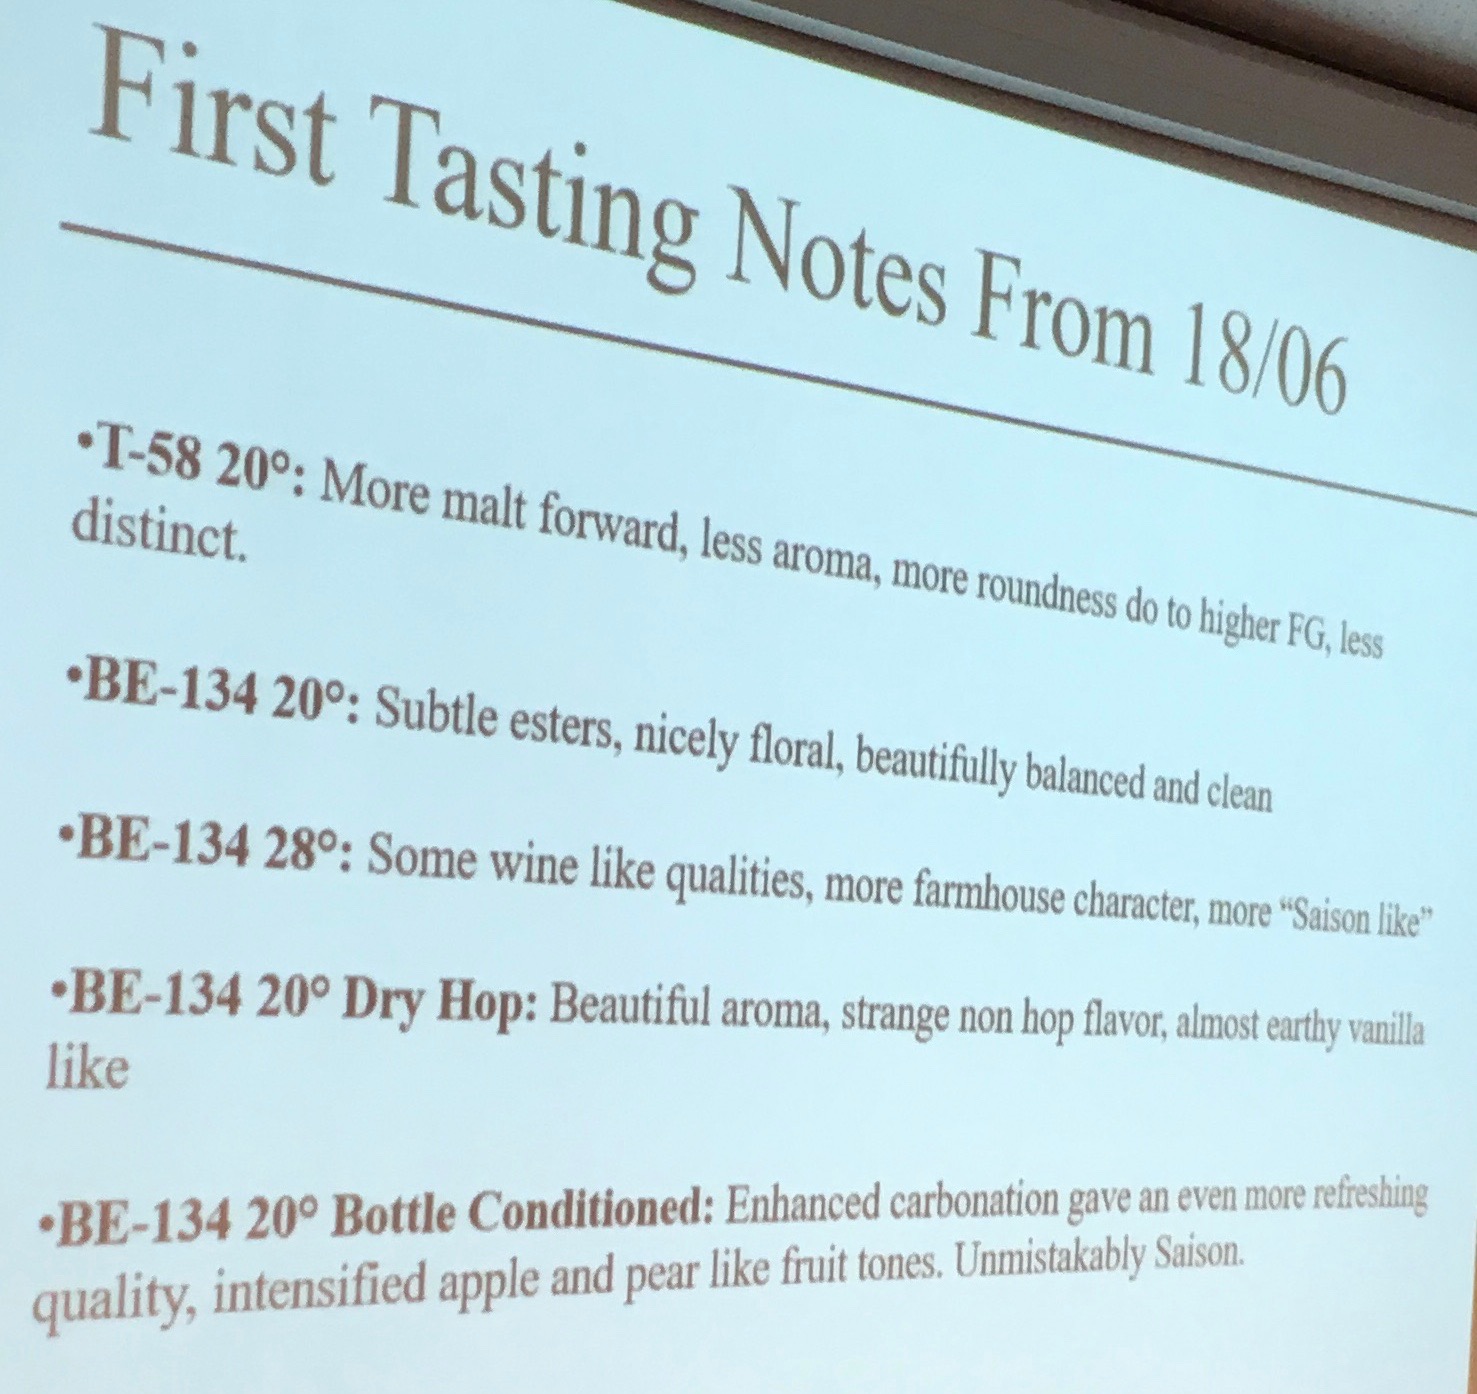 First Tasting Notes From 18/06
•T-58 20°: More malt forward, less aroma, more roundness do to higher FG, less
distinct.
•BE-134 20°: Subtle esters, nicely floral, beautifully balanced and clean
•BE-134 28°: Some wine like qualities, more farmhouse character, more “Saison like”
•BE-134 20° Dry Hop: Beautiful aroma, strange non hop flavor, almost earthy vanilla
like
•BE-134 20° Bottle Conditioned: Enhanced carbonation gave an even more refreshing
quality, intensified apple and pear like fruit tones. Unmistakably Saison.